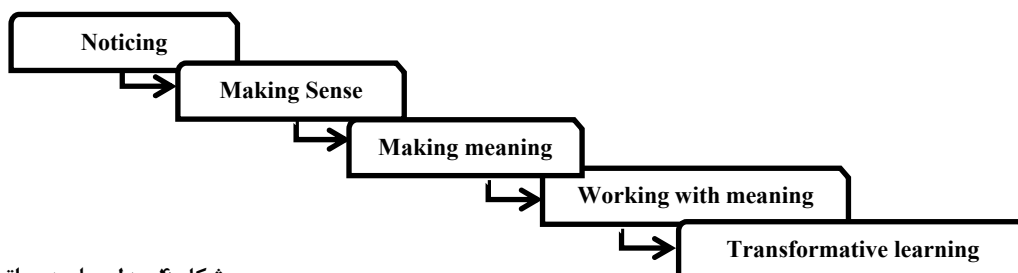 Noticing
Making Sense
Making meaning
Working with meaning
Transformative learning